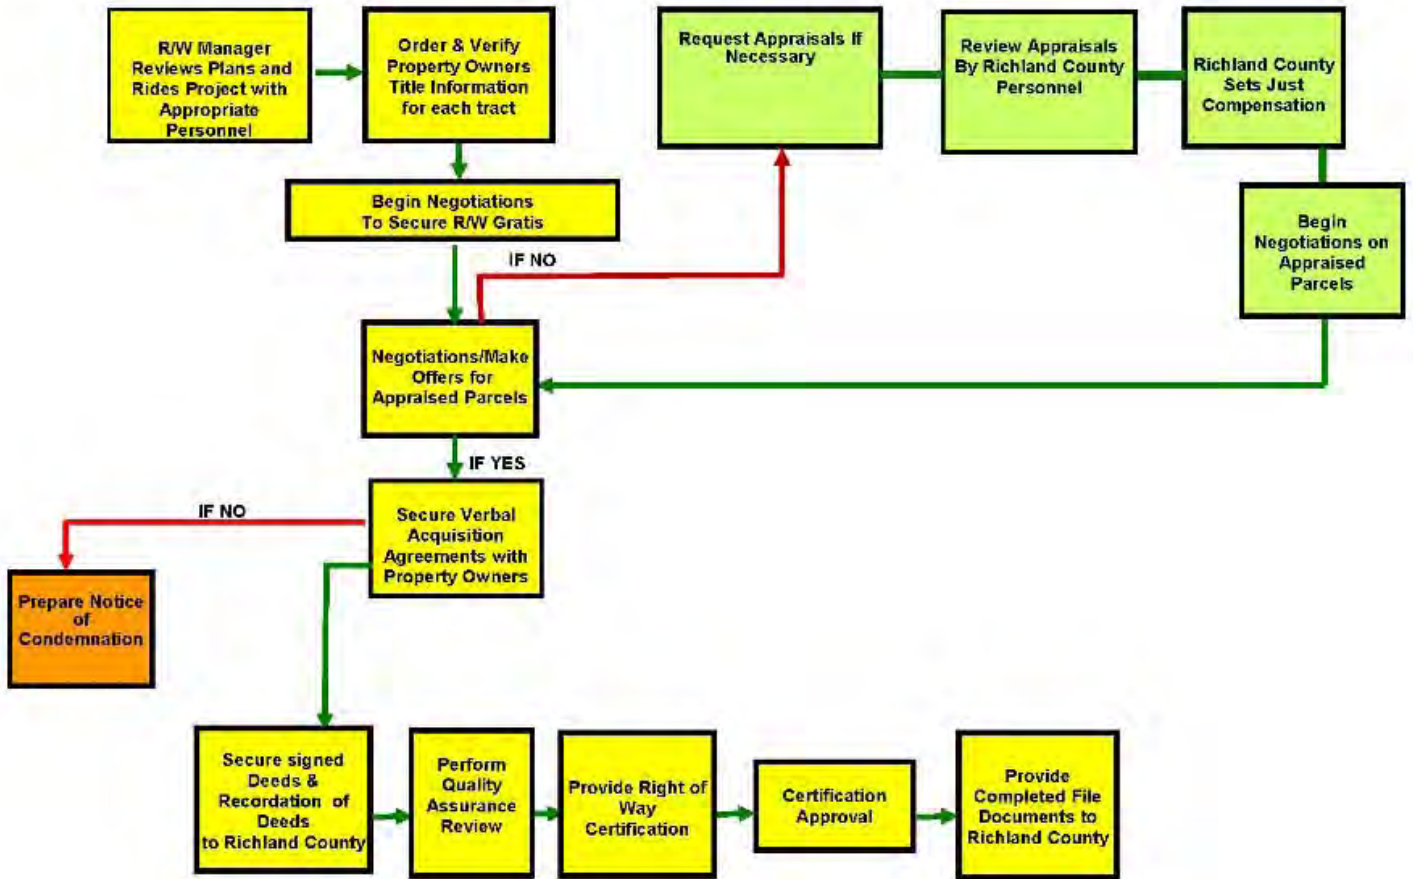 R/W Manager
Reviews Plans and
Rides Project with
Appropriate
Personnel
Order & Verify
Property Owners
Title Information
for each tract
Request Appraisals If
Necessary
Review Appraisals
By Richland County
Personnel
Richland County
Sets Just
Compensation
Begin Negotiations
To Secure R/W Gratis
Begin
Negotiations on
Appraised
Parcels
IF NO
Negotiations/Make
Offers for
Appraised Parcels
IF YES
Secure Verbal
Acquisition
Agreements with
Property Owners
IF NO
Prepare Notice
of
Condemnation
Secure signed
Deeds &
Recordation of
Deeds
to Richland County
Perform
Quality
Assurance
Review
Provide Right of
Way
Certification
Certification
Approval
Provide
Completed File
Documents to
Richland County